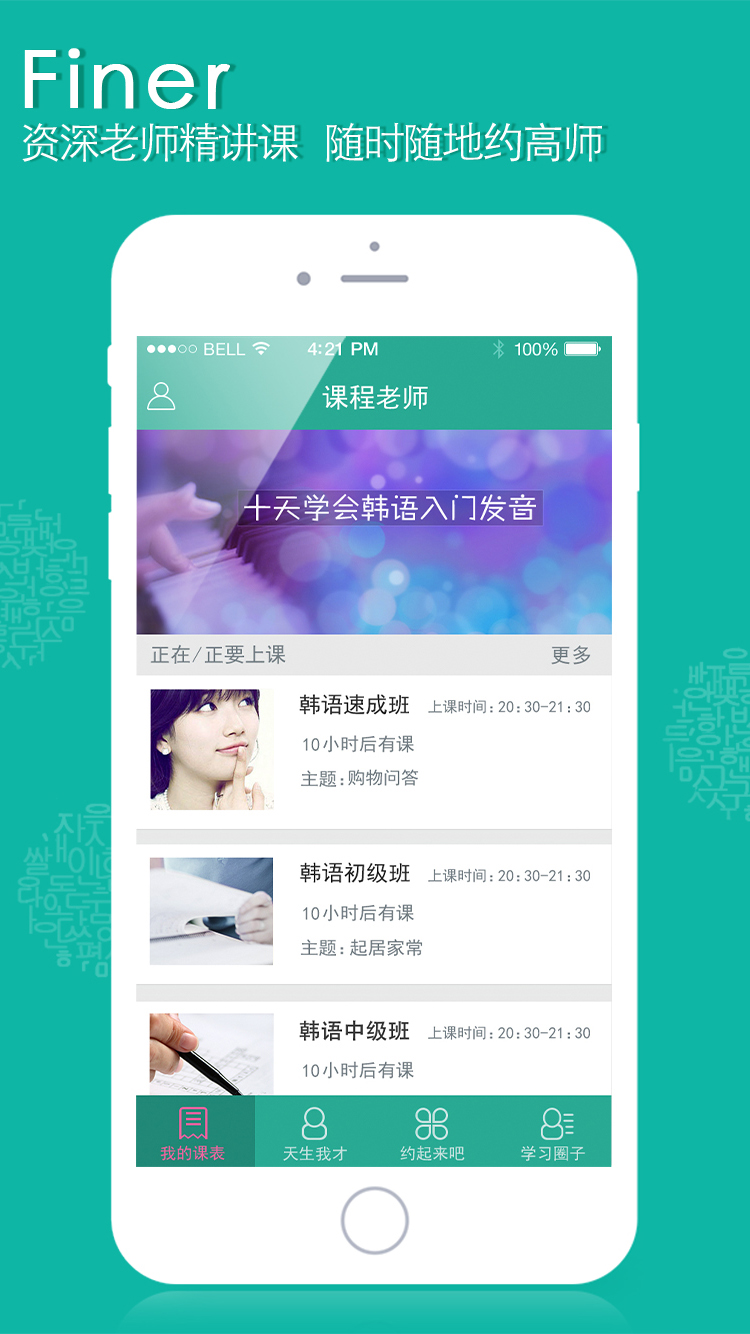 Finer
资深老师精讲课 随时随地约高师
BELL 4:21 PM 100%
课程老师
十天学会韩语入门发音
正在/正要上课 更多
韩语速成班 上课时间:20:30-21:30
10小时后有课
主题:购物问答
韩语初级班 上课时间:20:30-21:30
10小时后有课
主题:起居家常
韩语中级班 上课时间:20:30-21:30
10小时后有课
我的课表 天生我才 约起来吧 学习圈子